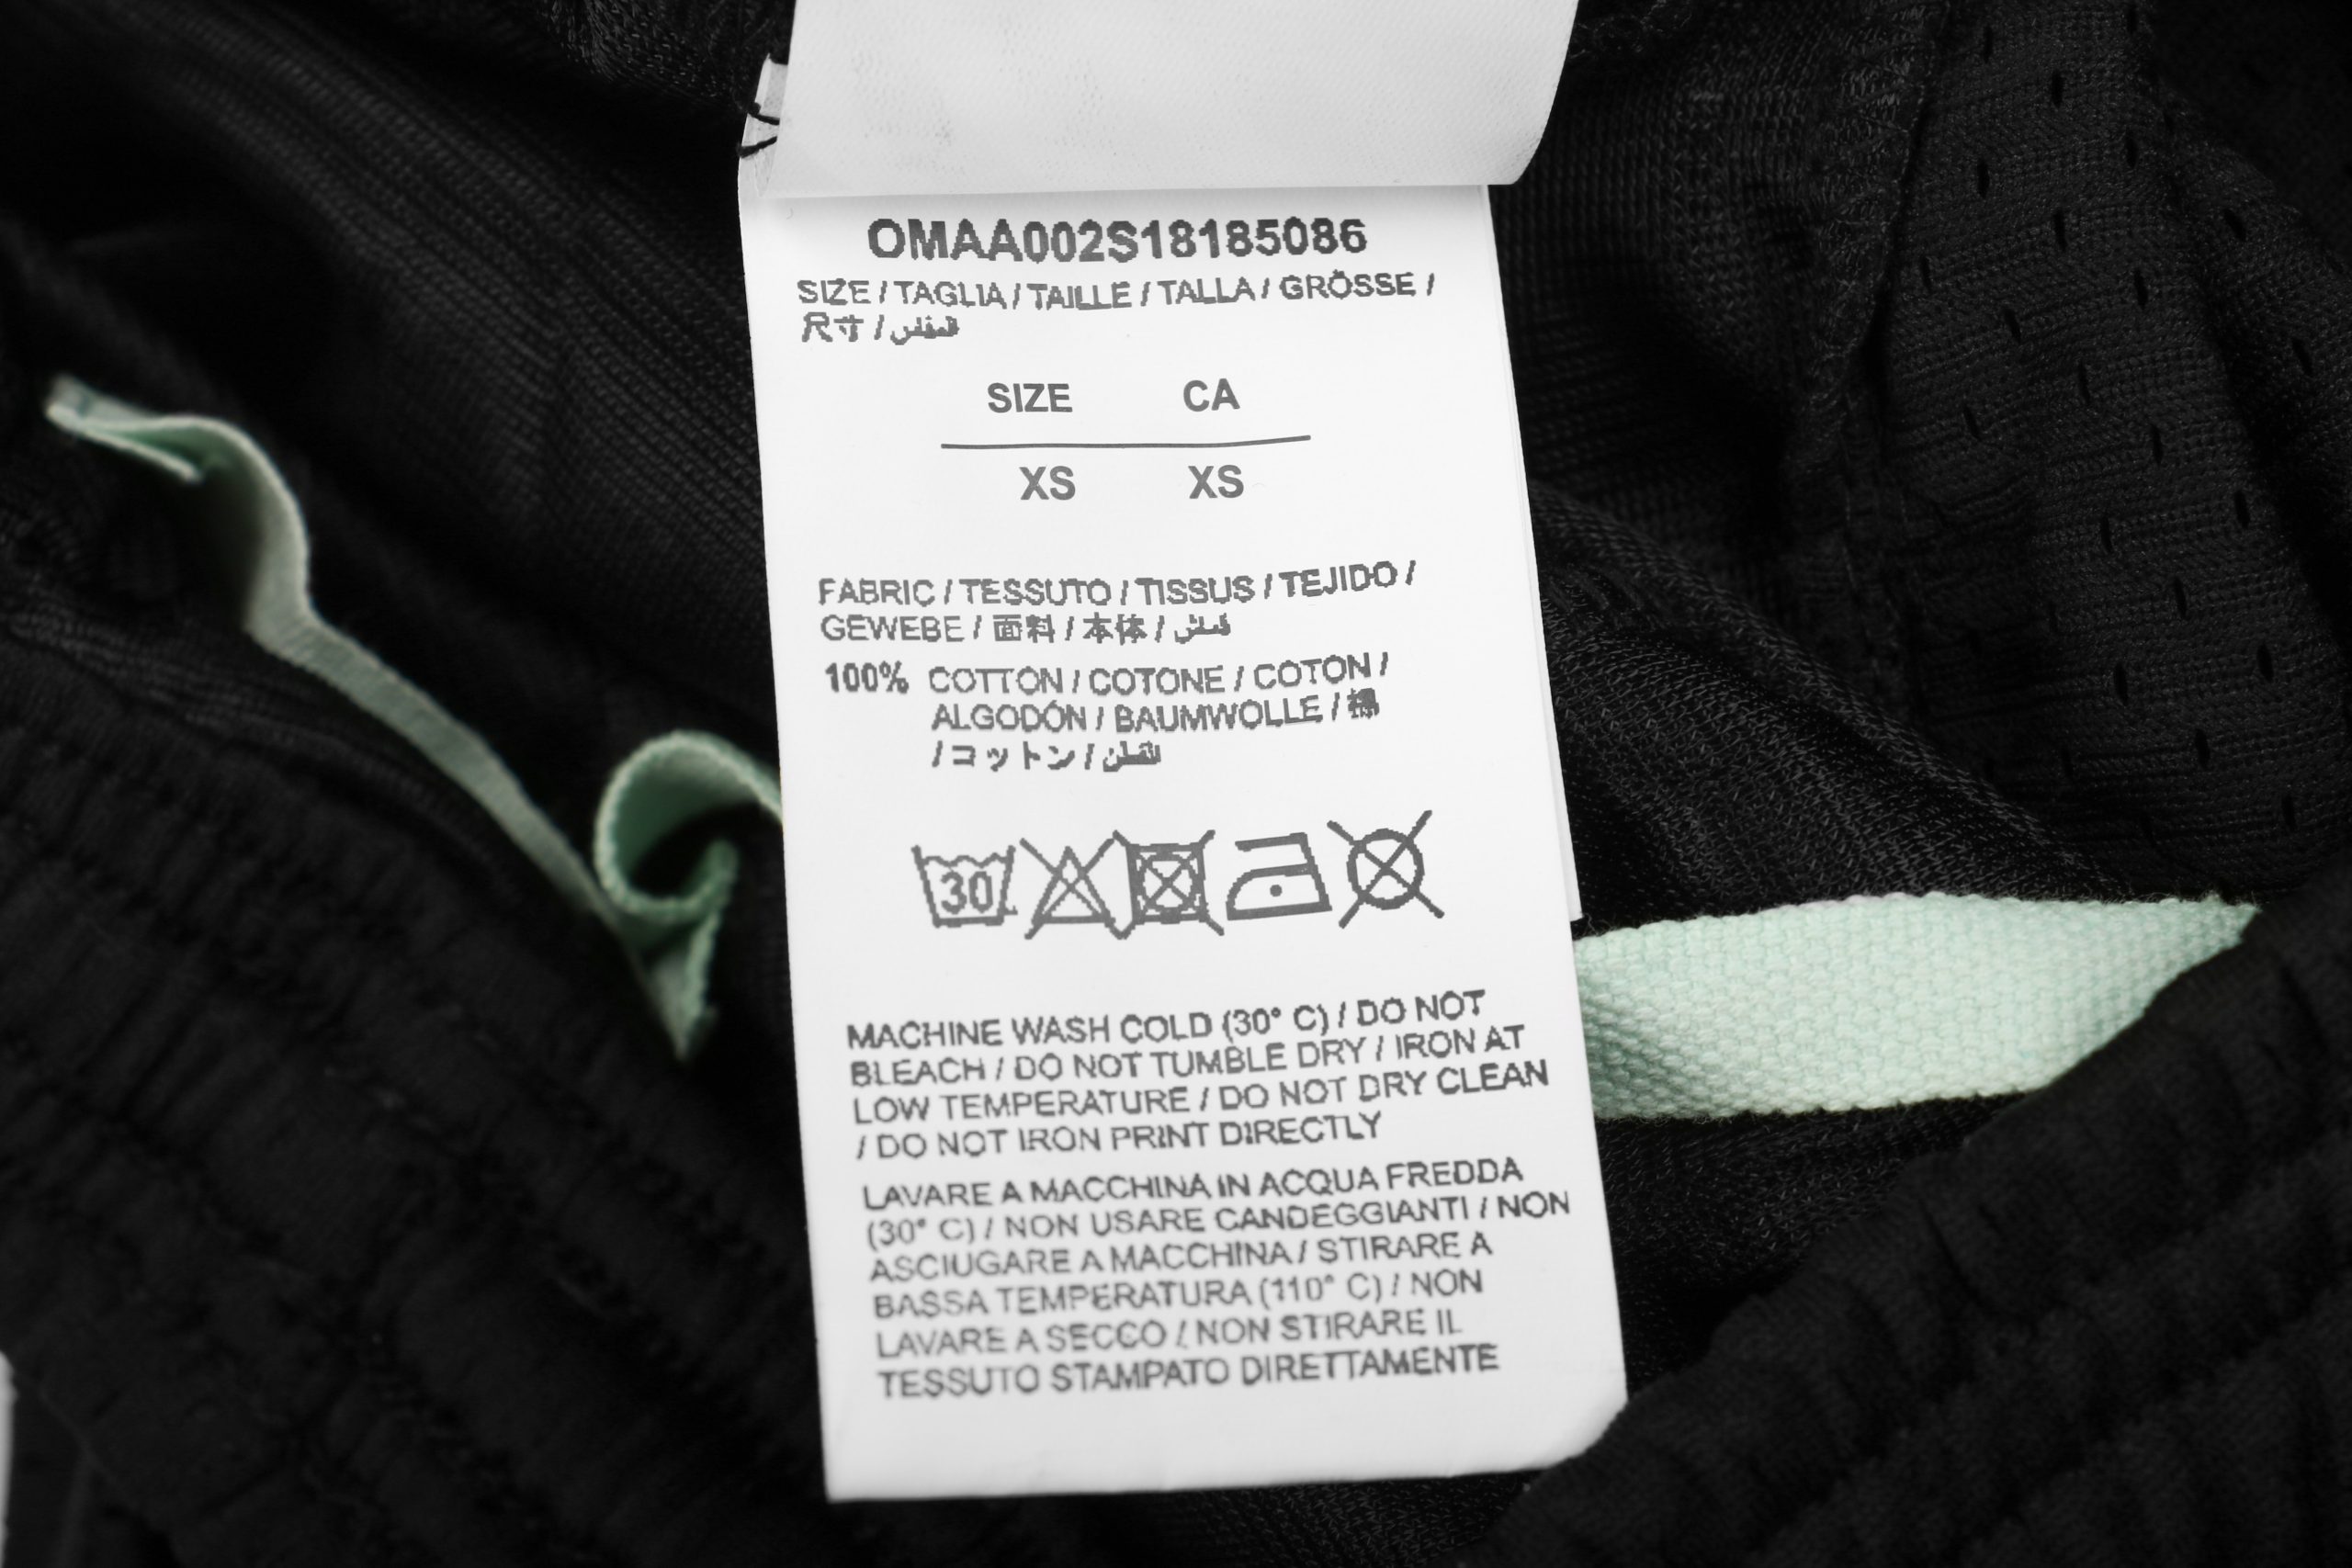 OMAA002S18185086
SIZE / TAGLIA / TAILLE / TALLA / GRÖSSE /
尺寸 /
SIZE CA
XS XS
FABRIC / TESSUTO / TISSUS / TEJIDO /
GEWEBE / 面料 / 本体 /
100% COTTON / COTONE / COTON /
ALGODÓN / BAUMWOLLE / 棉
/ コットン /
30
MACHINE WASH COLD (30° C) / DO NOT
BLEACH / DO NOT TUMBLE DRY / IRON AT
LOW TEMPERATURE / DO NOT DRY CLEAN
/ DO NOT IRON PRINT DIRECTLY
LAVARE A MACCHINA IN ACQUA FREDDA
(30° C) / NON USARE CANDEGGIANTI / NON
ASCIUGARE A MACCHINA / STIRARE A
BASSA TEMPERATURA (110° C) / NON
LAVARE A SECCO / NON STIRARE IL
TESSUTO STAMPATO DIRETTAMENTE